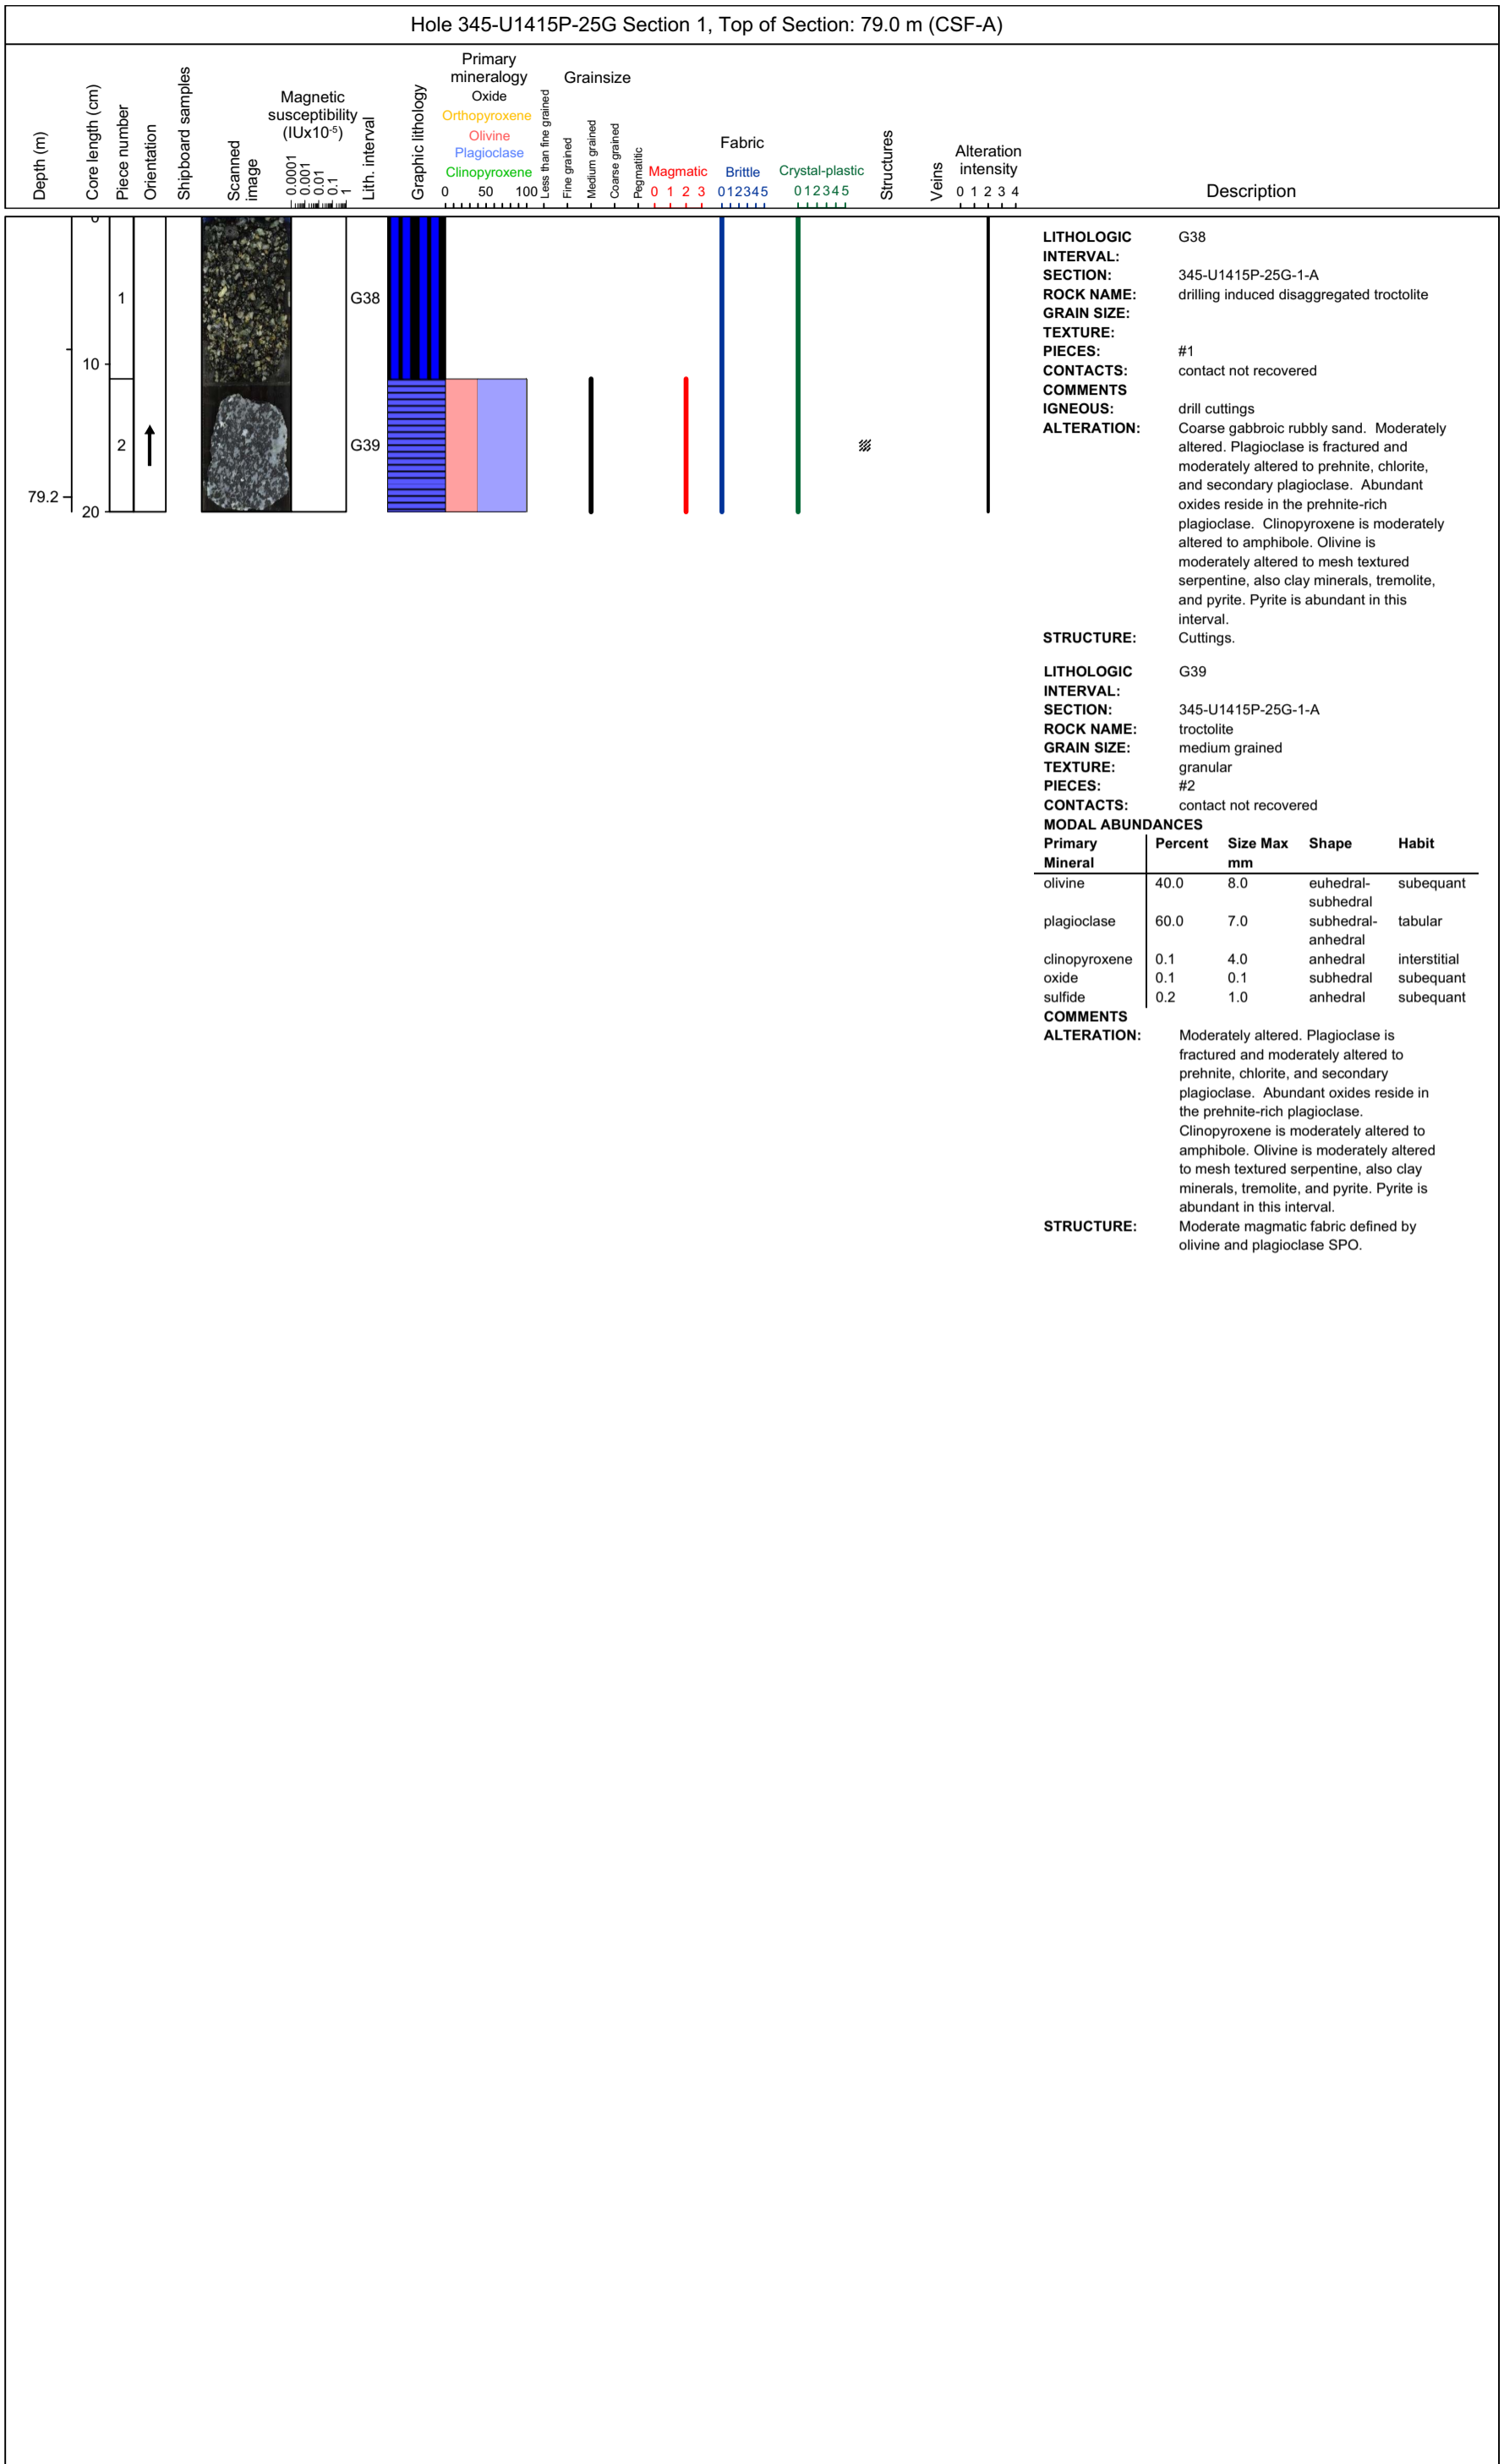 Hole 345-U1415P-25G Section 1, Top of Section: 79.0 m (CSF-A)
Depth (m)
Core length (cm)
Piece number
Orientation
Shipboard samples
Scanned
image
Magnetic
susceptibility
(IUx10-5)
0.0001
0.001
0.01
0.1
1
Lith. interval
Graphic lithology
Primary
mineralogy
Oxide
Orthopyroxene
Olivine
Plagioclase
Clinopyroxene
0 50 100
Grainsize
Less than fine grained
Fine grained
Medium grained
Coarse grained
Pegmatitic
Fabric
Magmatic
0 1 2 3
Brittle
0 1 2 3 4 5
Crystal-plastic
0 1 2 3 4 5
Structures
Veins
Alteration
intensity
0 1 2 3 4
Description
0
1
G38
10
2
G39
79.2
20
LITHOLOGIC G38
INTERVAL:
SECTION: 345-U1415P-25G-1-A
ROCK NAME: drilling induced disaggregated troctolite
GRAIN SIZE:
TEXTURE:
PIECES: #1
CONTACTS: contact not recovered
COMMENTS
IGNEOUS: drill cuttings
ALTERATION: Coarse gabbroic rubbly sand. Moderately
altered. Plagioclase is fractured and
moderately altered to prehnite, chlorite,
and secondary plagioclase. Abundant
oxides reside in the prehnite-rich
plagioclase. Clinopyroxene is moderately
altered to amphibole. Olivine is
moderately altered to mesh textured
serpentine, also clay minerals, tremolite,
and pyrite. Pyrite is abundant in this
interval.
STRUCTURE: Cuttings.
LITHOLOGIC G39
INTERVAL:
SECTION: 345-U1415P-25G-1-A
ROCK NAME: troctolite
GRAIN SIZE: medium grained
TEXTURE: granular
PIECES: #2
CONTACTS: contact not recovered
MODAL ABUNDANCES
Primary Percent Size Max Shape Habit
Mineral mm
olivine 40.0 8.0 euhedral- subequant
subhedral
plagioclase 60.0 7.0 subhedral- tabular
anhedral
clinopyroxene 0.1 4.0 anhedral interstitial
oxide 0.1 0.1 subhedral subequant
sulfide 0.2 1.0 anhedral subequant
COMMENTS
ALTERATION: Moderately altered. Plagioclase is
fractured and moderately altered to
prehnite, chlorite, and secondary
plagioclase. Abundant oxides reside in
the prehnite-rich plagioclase.
Clinopyroxene is moderately altered to
amphibole. Olivine is moderately altered
to mesh textured serpentine, also clay
minerals, tremolite, and pyrite. Pyrite is
abundant in this interval.
STRUCTURE: Moderate magmatic fabric defined by
olivine and plagioclase SPO.